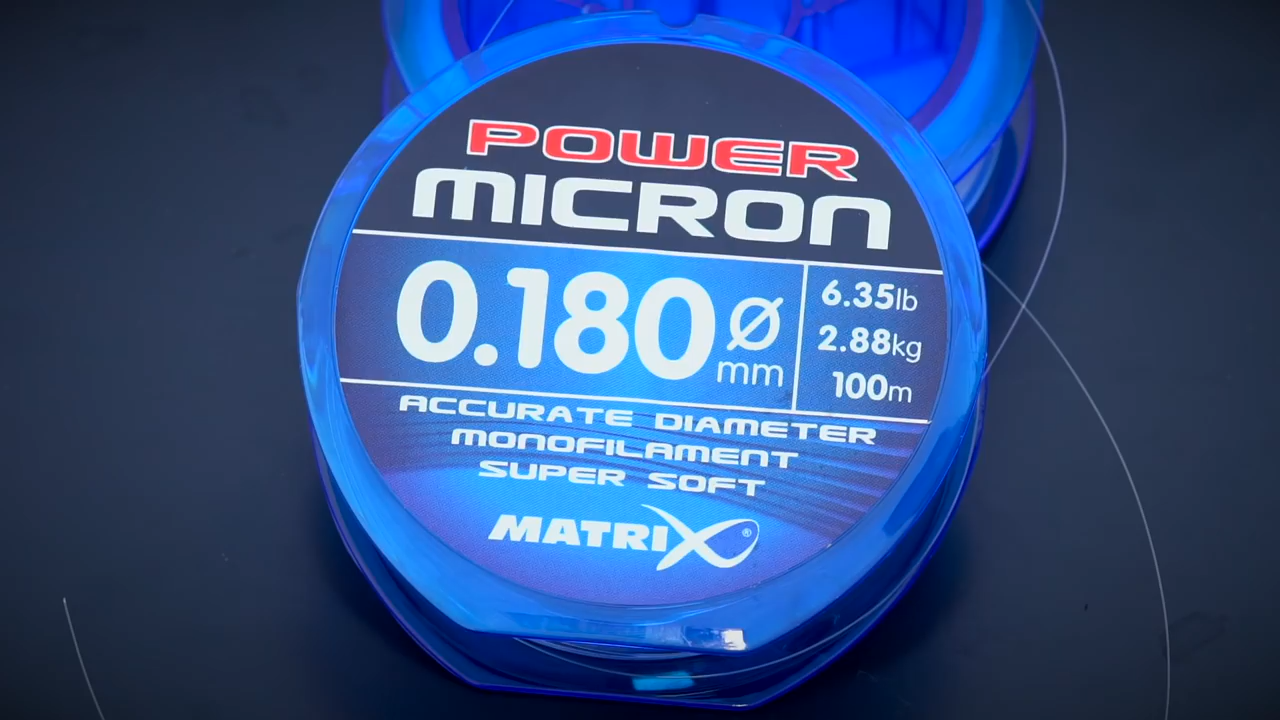 POWER
MICRON
0.180 Ø mm
6.35lb
2.88kg
100m
ACCURATE DIAMETER
MONOFILAMENT
SUPER SOFT
MATRIX ®